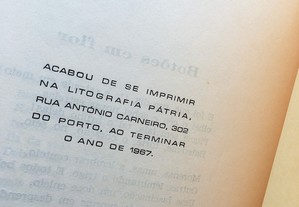 ACABOU DE SE IMPRIMIR
NA LITOGRAFIA PÁTRIA,
RUA ANTÓNIO CARNEIRO, 302
DO PORTO, AO TERMINAR
O ANO DE 1967.